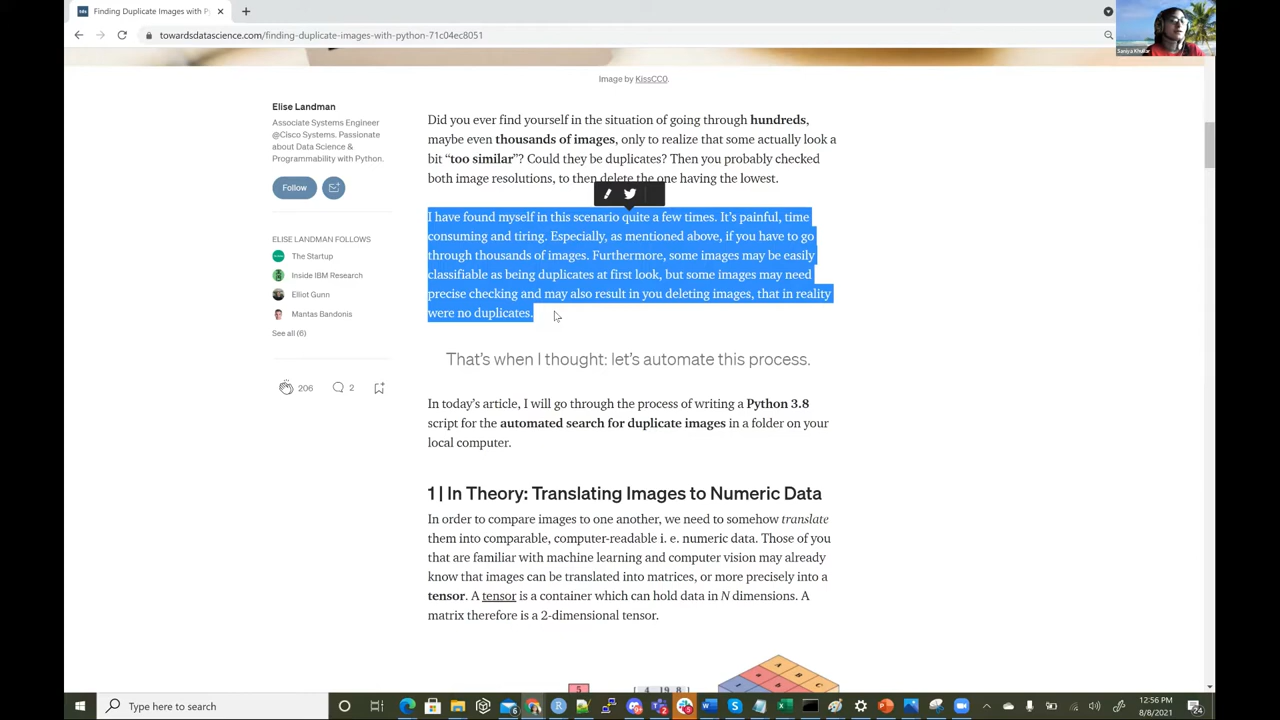 Finding Duplicate Images with P
towardsdatascience.com/finding-duplicate-images-with-python-71c04ec8051
Image by KissCC0.
Elise Landman
Associate Systems Engineer
@Cisco Systems. Passionate
about Data Science &
Programmability with Python.
Follow
ELISE LANDMAN FOLLOWS
The Startup
Inside IBM Research
Elliot Gunn
Mantas Bandonis
See all (6)
206
2
Did you ever find yourself in the situation of going through hundreds,
maybe even thousands of images, only to realize that some actually look a
bit “too similar”? Could they be duplicates? Then you probably checked
both image resolutions, to then delete the one having the lowest.
I have found myself in this scenario quite a few times. It’s painful, time
consuming and tiring. Especially, as mentioned above, if you have to go
through thousands of images. Furthermore, some images may be easily
classifiable as being duplicates at first look, but some images may need
precise checking and may also result in you deleting images, that in reality
were no duplicates.
That’s when I thought: let’s automate this process.
In today’s article, I will go through the process of writing a Python 3.8
script for the automated search for duplicate images in a folder on your
local computer.
1 | In Theory: Translating Images to Numeric Data
In order to compare images to one another, we need to somehow translate
them into comparable, computer-readable i. e. numeric data. Those of you
that are familiar with machine learning and computer vision may already
know that images can be translated into matrices, or more precisely into a
tensor. A tensor is a container which can hold data in N dimensions. A
matrix therefore is a 2-dimensional tensor.
5
4 19 8
A
B
C
Type here to search
12:56 PM
8/8/2021
24